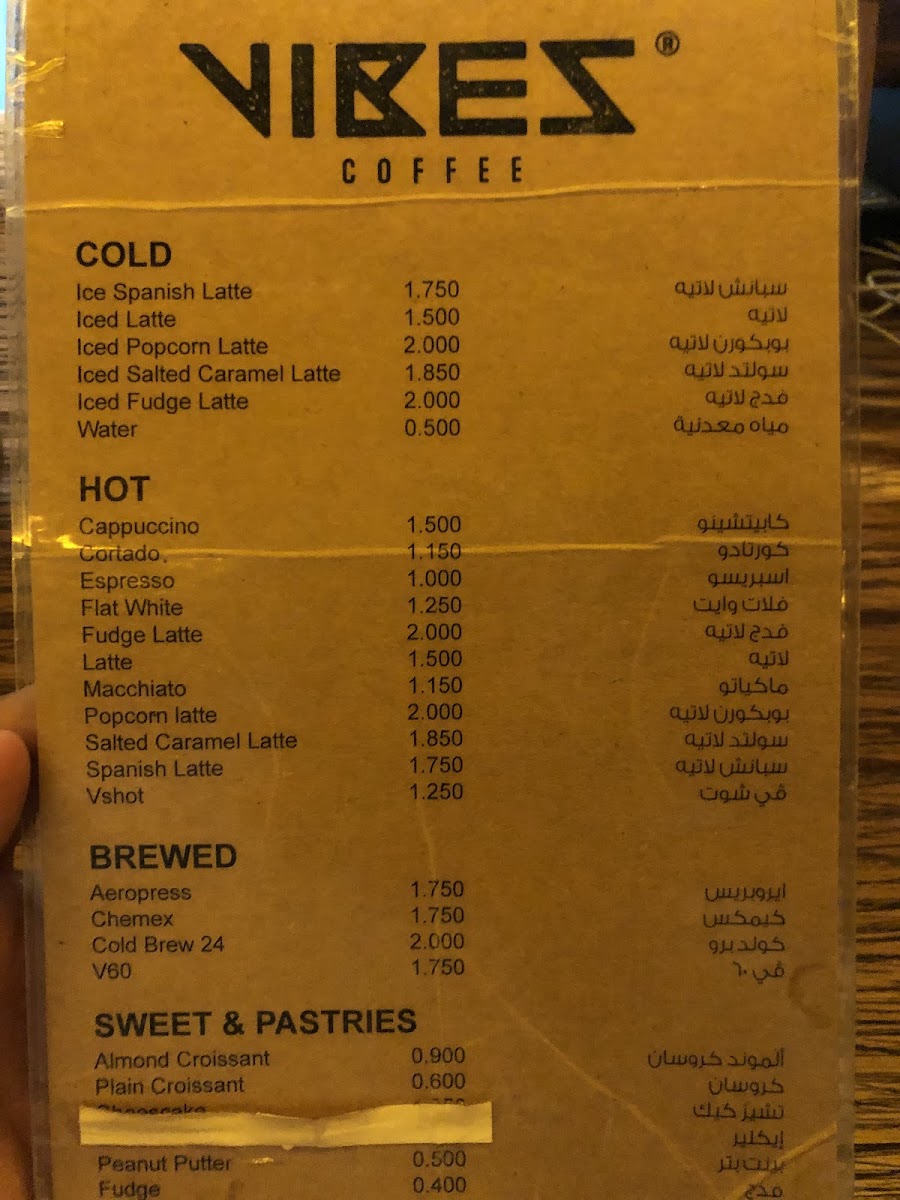 VIBES®
COFFEE
COLD
Ice Spanish Latte 1.750 سبانش لاتيه
Iced Latte 1.500 لاتيه
Iced Popcorn Latte 2.000 بوبكورن لاتيه
Iced Salted Caramel Latte 1.850 سولتد لاتيه
Iced Fudge Latte 2.000 فدج لاتيه
Water 0.500 مياه معدنية
HOT
Cappuccino 1.500 كابيتشينو
Cortado 1.150 كورتادو
Espresso 1.000 اسبريسو
Flat White 1.250 فلات وايت
Fudge Latte 2.000 فدج لاتيه
Latte 1.500 لاتيه
Macchiato 1.150 ماكياتو
Popcorn latte 2.000 بوبكورن لاتيه
Salted Caramel Latte 1.850 سولتد لاتيه
Spanish Latte 1.750 سبانش لاتيه
Vshot 1.250 ڤي شوت
BREWED
Aeropress 1.750 ايروبريس
Chemex 1.750 كيمكس
Cold Brew 24 2.000 كولد برو
V60 1.750 ڤي ٦٠
SWEET & PASTRIES
Almond Croissant 0.900 ألموند كروسان
Plain Croissant 0.600 كروسان
Cheesecake تشيز كيك
إيكلير
Peanut Putter 0.500 برنت بتر
Fudge 0.400 فدج